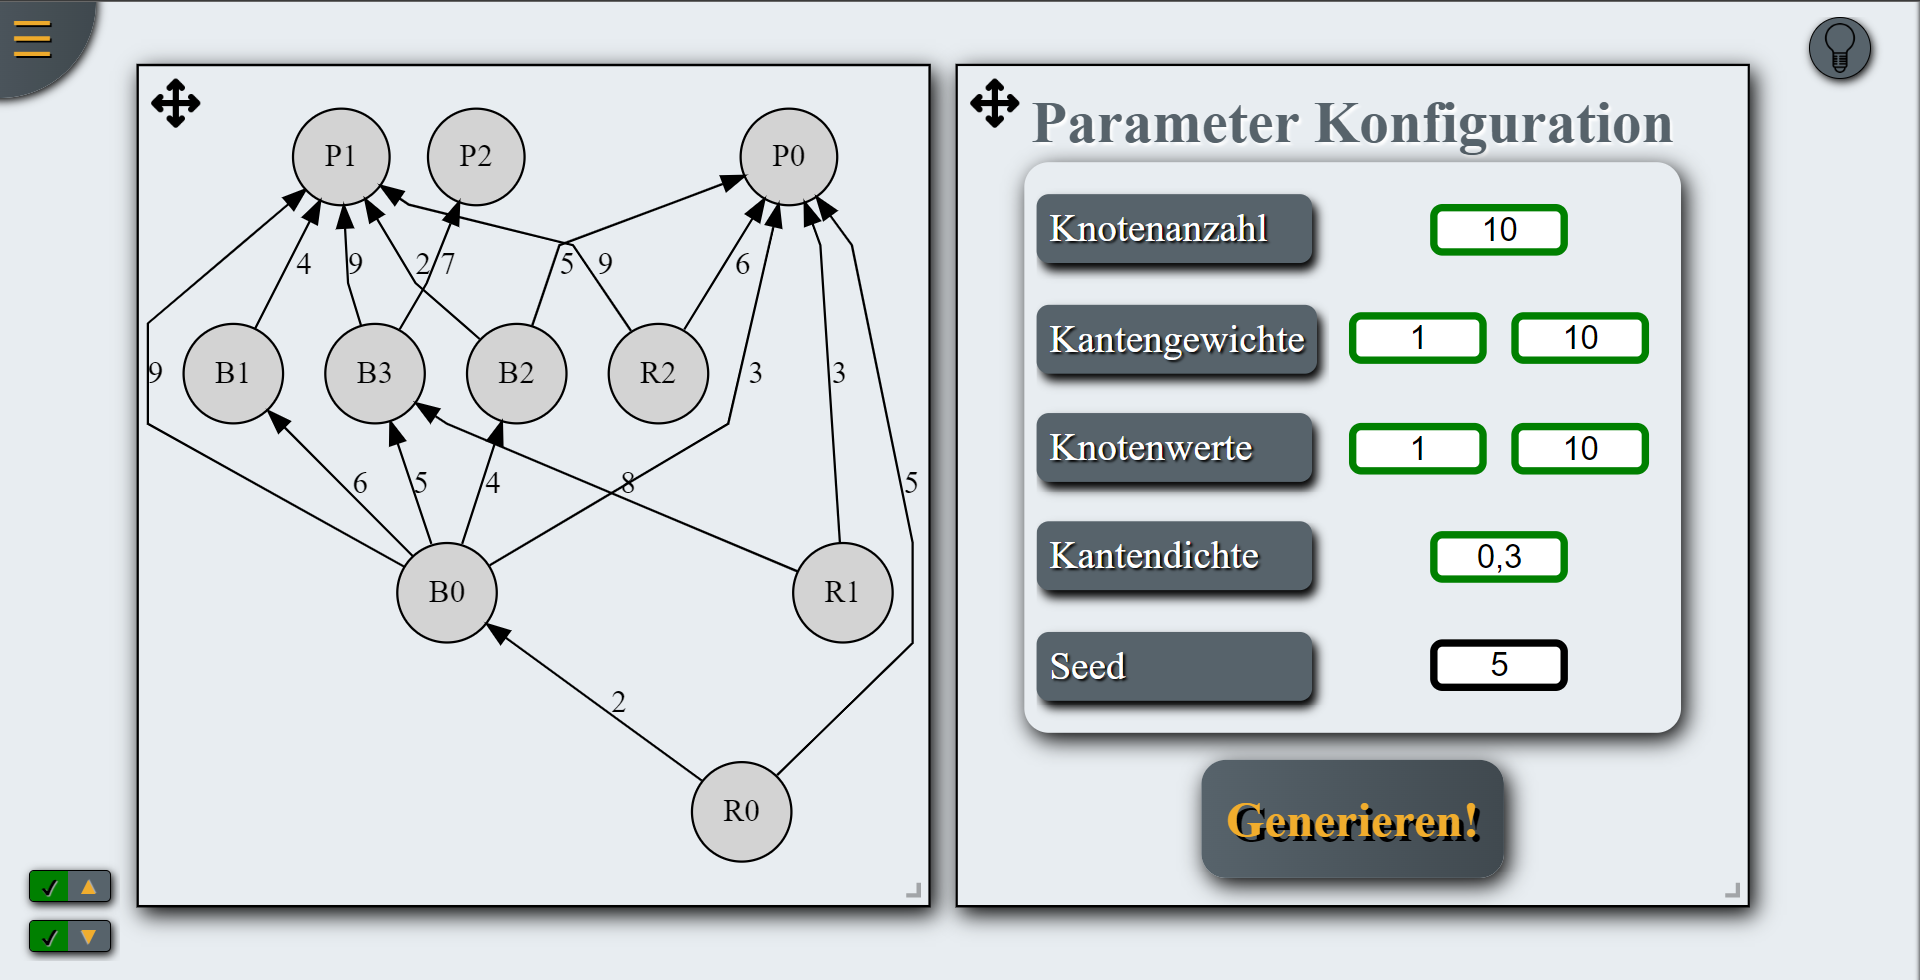 P1 P2 P0
4 9 2 7 5 9 6
B1 B3 B2 R2
9 3 3
6 5 4 8 5
B0 R1
2
R0
Parameter Konfiguration
Knotenanzahl 10
Kantengewichte 1 10
Knotenwerte 1 10
Kantendichte 0,3
Seed 5
Generieren!